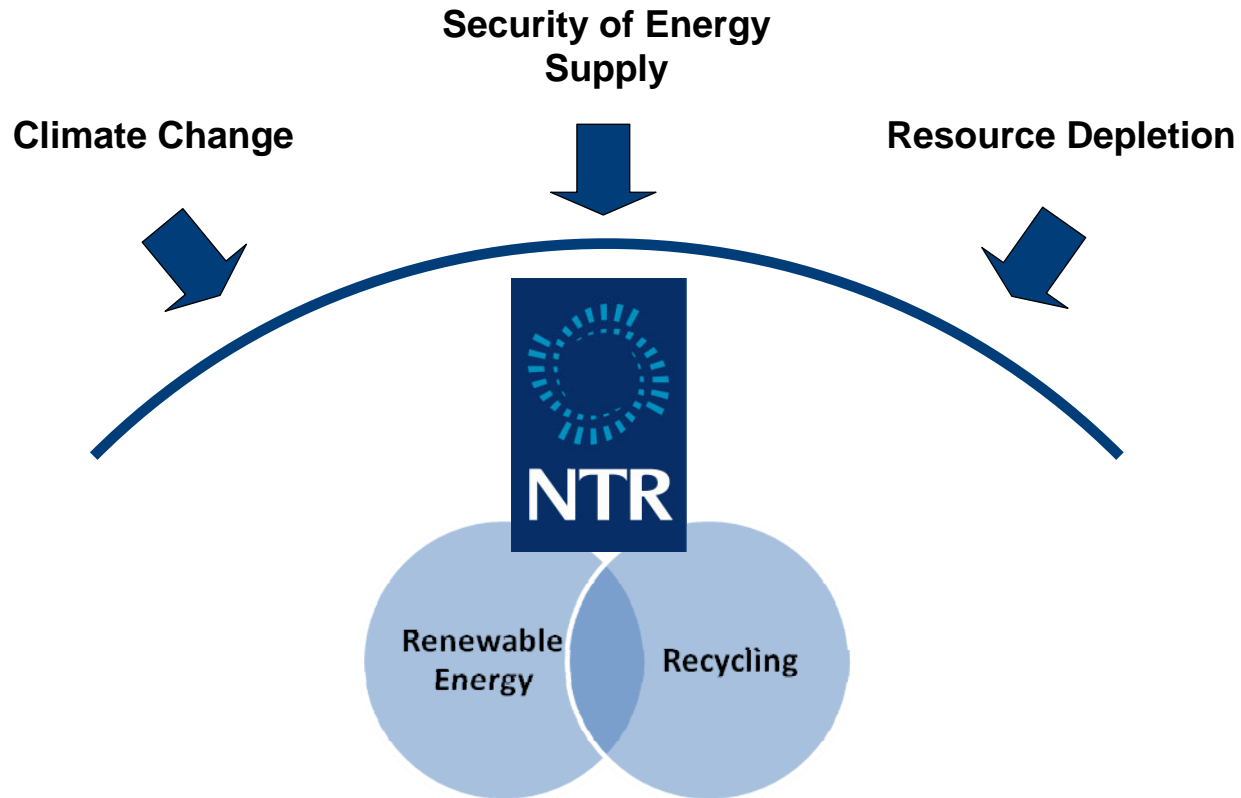 Security of Energy
Supply
Climate Change
Resource Depletion
NTR
Renewable
Energy
Recycling